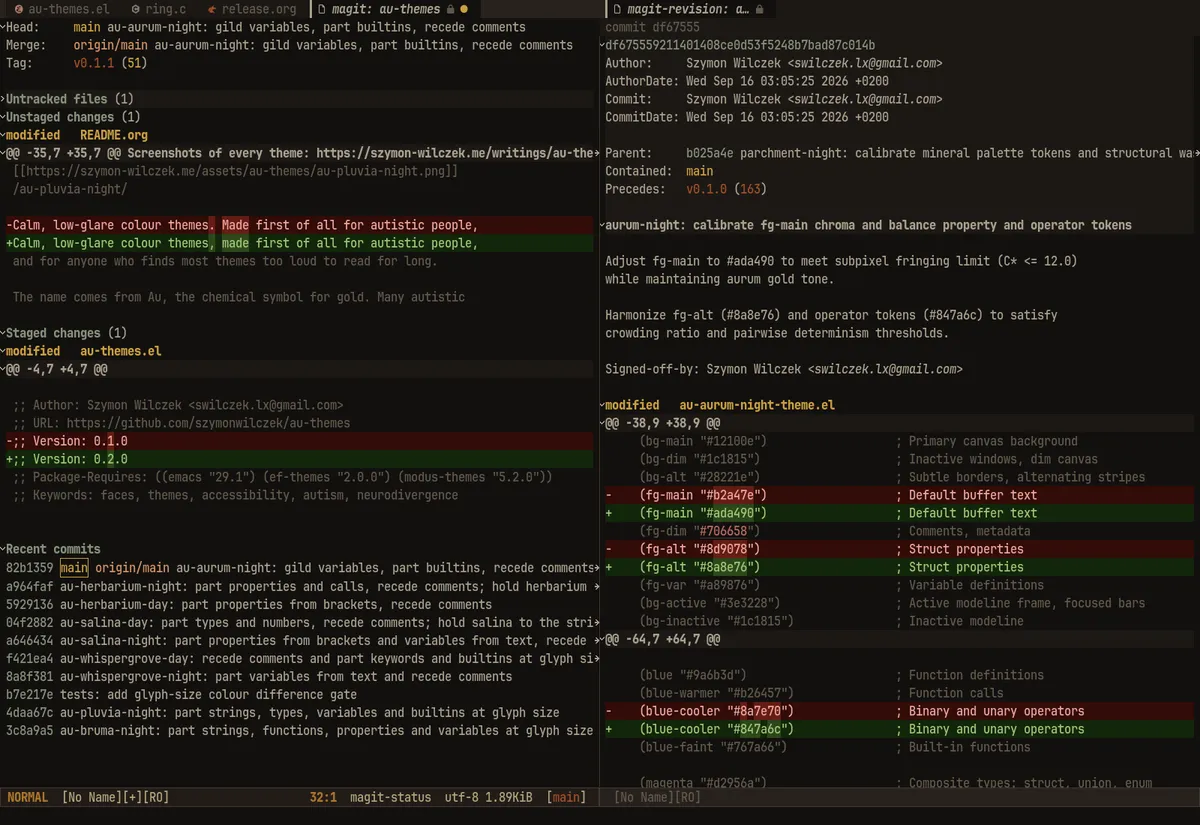 au-themes.el ring.c release.org magit: au-themes
Head: main au-aurum-night: gild variables, part builtins, recede comments
Merge: origin/main au-aurum-night: gild variables, part builtins, recede comments
Tag: v0.1.1 (51)
Untracked files (1)
Unstaged changes (1)
modified README.org
@@ -35,7 +35,7 @@ Screenshots of every theme: https://szymon-wilczek.me/writings/au-the
[[https://szymon-wilczek.me/assets/au-themes/au-pluvia-night.png]]
/au-pluvia-night/
-Calm, low-glare colour themes. Made first of all for autistic people,
+Calm, low-glare colour themes, made first of all for autistic people,
and for anyone who finds most themes too loud to read for long.
The name comes from Au, the chemical symbol for gold. Many autistic
Staged changes (1)
modified au-themes.el
@@ -4,7 +4,7 @@
;; Author: Szymon Wilczek <swilczek.lx@gmail.com>
;; URL: https://github.com/szymonwilczek/au-themes
-;; Version: 0.1.0
+;; Version: 0.2.0
;; Package-Requires: ((emacs "29.1") (ef-themes "2.0.0") (modus-themes "5.2.0"))
;; Keywords: faces, themes, accessibility, autism, neurodivergence
Recent commits
82b1359 main origin/main au-aurum-night: gild variables, part builtins, recede comments
a964faf au-herbarium-night: part properties and calls, recede comments; hold herbarium
5929136 au-herbarium-day: part properties from brackets, recede comments
04f2882 au-salina-day: part types and numbers, recede comments; hold salina to the stri
a646434 au-salina-night: part properties from brackets and variables from text, recede
f421ea4 au-whispergrove-day: recede comments and part keywords and builtins at glyph si
8a8f381 au-whispergrove-night: part variables from text and recede comments
b7e217e tests: add glyph-size colour difference gate
4daa67c au-pluvia-night: part strings, types, variables and builtins at glyph size
3c8a9a5 au-bruma-night: part strings, functions, properties and variables at glyph size
NORMAL [No Name][+][RO] 32:1 magit-status utf-8 1.89KiB [main]
magit-revision: a…
commit df67555
df675559211401408ce0d53f5248b7bad87c014b
Author: Szymon Wilczek <swilczek.lx@gmail.com>
AuthorDate: Wed Sep 16 03:05:25 2026 +0200
Commit: Szymon Wilczek <swilczek.lx@gmail.com>
CommitDate: Wed Sep 16 03:05:25 2026 +0200
Parent: b025a4e parchment-night: calibrate mineral palette tokens and structural wa
Contained: main
Precedes: v0.1.0 (163)
aurum-night: calibrate fg-main chroma and balance property and operator tokens
Adjust fg-main to #ada490 to meet subpixel fringing limit (C* <= 12.0)
while maintaining aurum gold tone.
Harmonize fg-alt (#8a8e76) and operator tokens (#847a6c) to satisfy
crowding ratio and pairwise determinism thresholds.
Signed-off-by: Szymon Wilczek <swilczek.lx@gmail.com>
modified au-aurum-night-theme.el
@@ -38,9 +38,9 @@
(bg-main "#12100e") ; Primary canvas background
(bg-dim "#1c1815") ; Inactive windows, dim canvas
(bg-alt "#28221e") ; Subtle borders, alternating stripes
- (fg-main "#b2a47e") ; Default buffer text
+ (fg-main "#ada490") ; Default buffer text
(fg-dim "#706658") ; Comments, metadata
- (fg-alt "#8d9078") ; Struct properties
+ (fg-alt "#8a8e76") ; Struct properties
(fg-var "#a89876") ; Variable definitions
(bg-active "#3e3228") ; Active modeline frame, focused bars
(bg-inactive "#1c1815") ; Inactive modeline
@@ -64,7 +64,7 @@
(blue "#9a6b3d") ; Function definitions
(blue-warmer "#b26457") ; Function calls
- (blue-cooler "#8a7e70") ; Binary and unary operators
+ (blue-cooler "#847a6c") ; Binary and unary operators
(blue-faint "#767a66") ; Built-in functions
(magenta "#d2956a") ; Composite types: struct, union, enum
[No Name][RO]